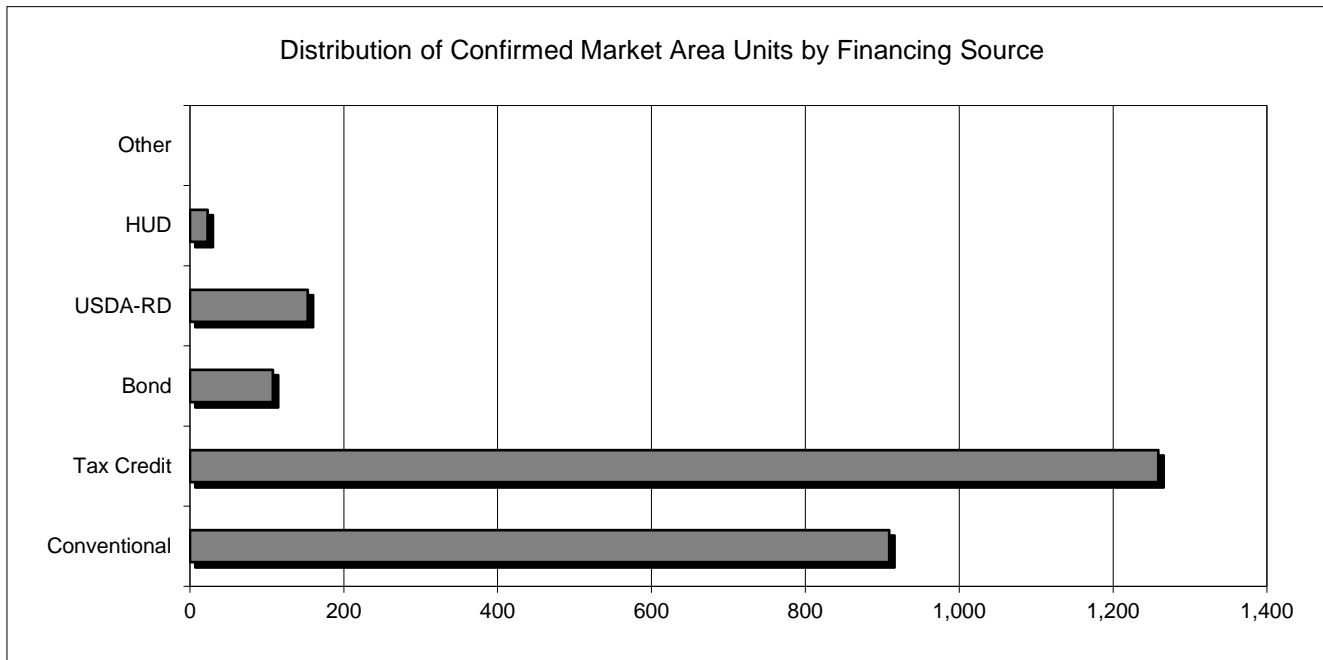 Distribution of Confirmed Market Area Units by Financing Source
Other
HUD
USDA-RD
Bond
Tax Credit
Conventional
0 200 400 600 800 1,000 1,200 1,400